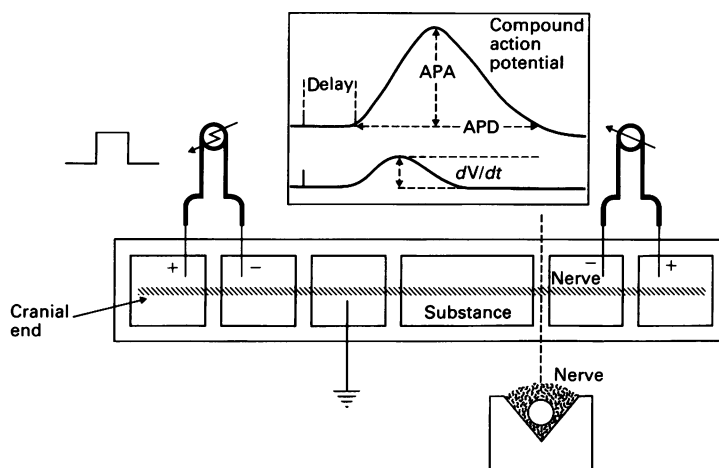 Compound
action
potential
Delay
APA
APD
dV/dt
+
−
−
+
Nerve
Cranial
end
Substance
Nerve